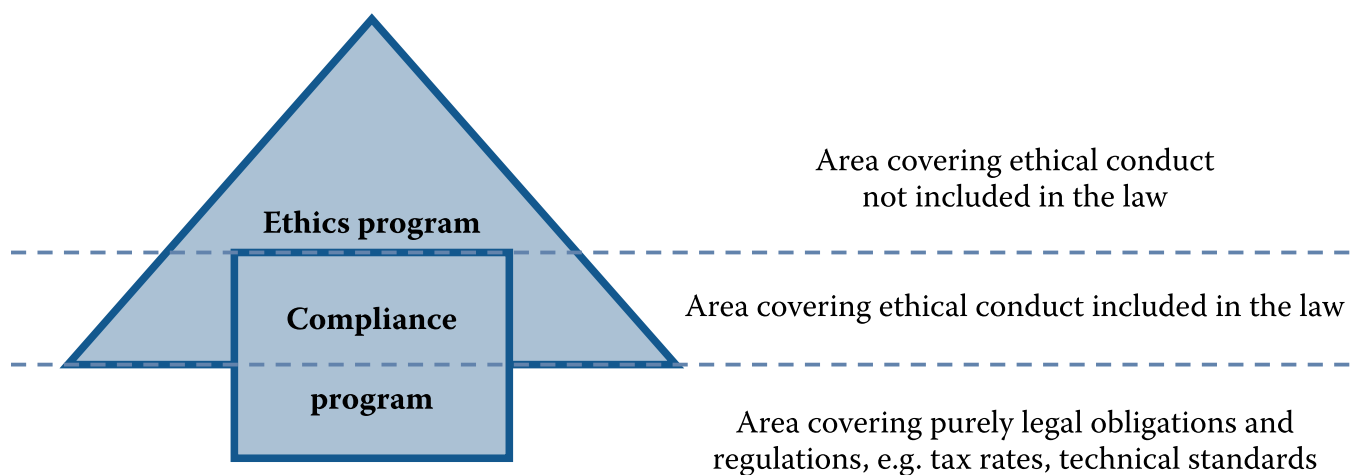 Area covering ethical conduct
not included in the law
Ethics program
Area covering ethical conduct included in the law
Compliance
program
Area covering purely legal obligations and
regulations, e.g. tax rates, technical standards